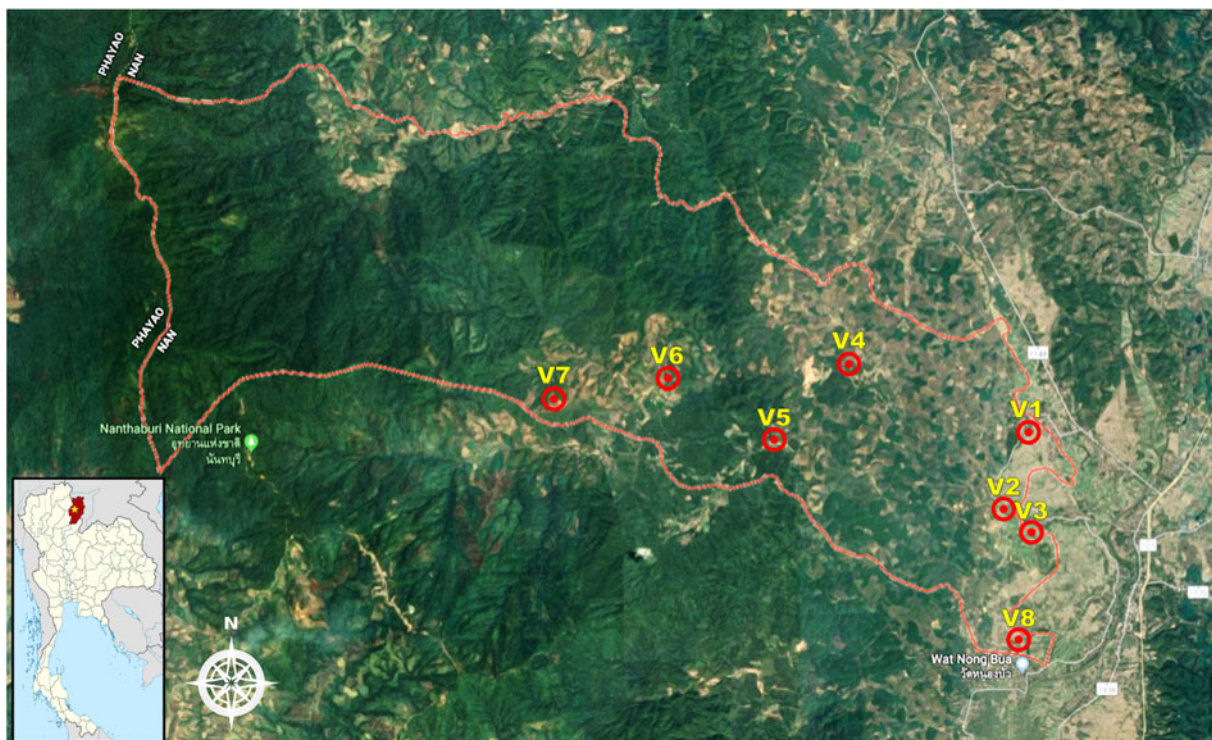 PHAYAO
NAN
V4
V6
V7
V1
V5
PHAYAO
NAN
Nanthaburi National Park
อุทยานแห่งชาติ
นันทบุรี
V2
V3
N
V8
Wat Nong Bua
วัดหนองบัว